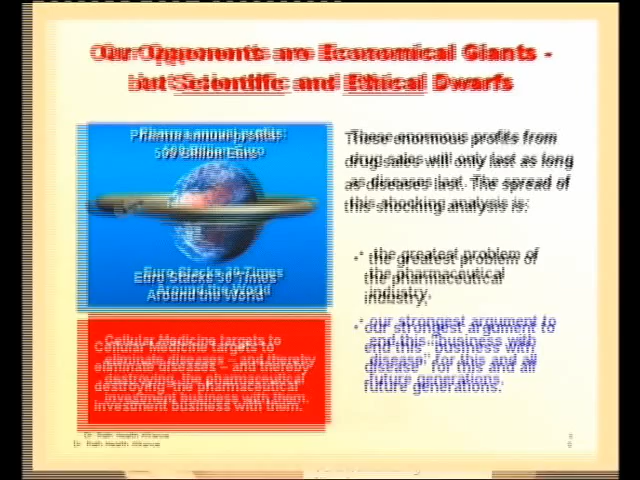 Our Opponents are Economical Giants -
but Scientific and Ethical Dwarfs
Pharma annual profits:
Billion Euro
Euro Stacks 30 Times
Around the World
Cellular Medicine targets to
eliminate diseases – and thereby
destroying the pharmaceutical
investment business with them.
These enormous profits from
drug sales will only last as long
as diseases last. The spread of
this shocking analysis is:
• the greatest problem of
the pharmaceutical
industry,
• our strongest argument to
end this "business with
disease" for this and all
future generations.
Dr. Rath Health Alliance